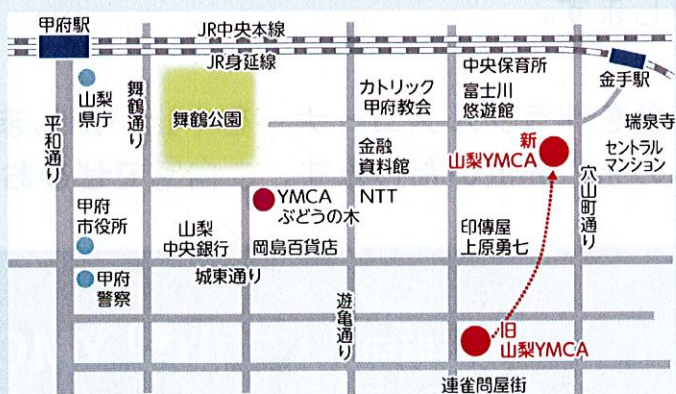 甲府駅
JR中央本線
JR身延線
山梨
県庁
舞鶴通り
平和通り
舞鶴公園
カトリック
甲府教会
中央保育所
富士川
悠遊館
金手駅
瑞泉寺
セントラル
マンション
金融
資料館
新
山梨YMCA
穴山町通り
甲府
市役所
山梨
中央銀行
YMCA
ぶどうの木
NTT
岡島百貨店
印傳屋
上原勇七
城東通り
甲府
警察
遊亀通り
旧
山梨YMCA
連雀問屋街